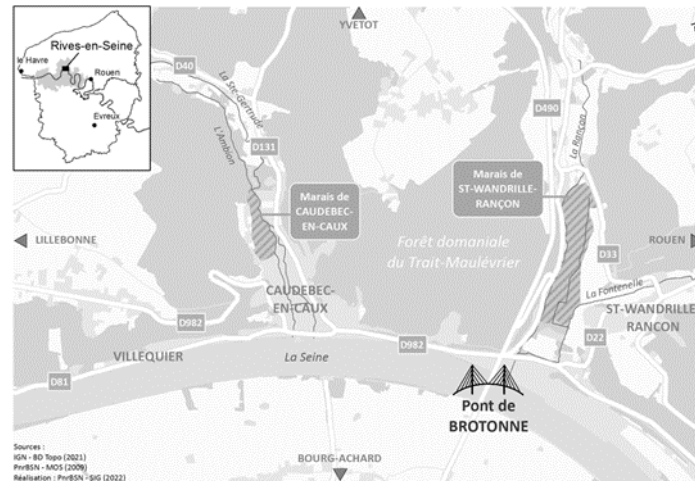 YVETOT
Rives-en-Seine
le Havre
Rouen
Evreux
D40
La Ste-Gertrude
L'Ambion
D131
D490
La Rançon
Marais de
CAUDEBEC-
EN-CAUX
Marais de
ST-WANDRILLE-
RANÇON
LILLEBONNE
Forêt domaniale
du Trait-Maulévrier
ROUEN
D33
La Fontenelle
CAUDEBEC-
EN-CAUX
ST-WANDRILLE
RANCON
D982
VILLEQUIER
La Seine
D982
D22
D81
Pont de
BROTONNE
BOURG-ACHARD
Sources :
IGN - BD Topo (2021)
PnrBSN - MOS (2009)
Réalisation : PnrBSN - SIG (2022)